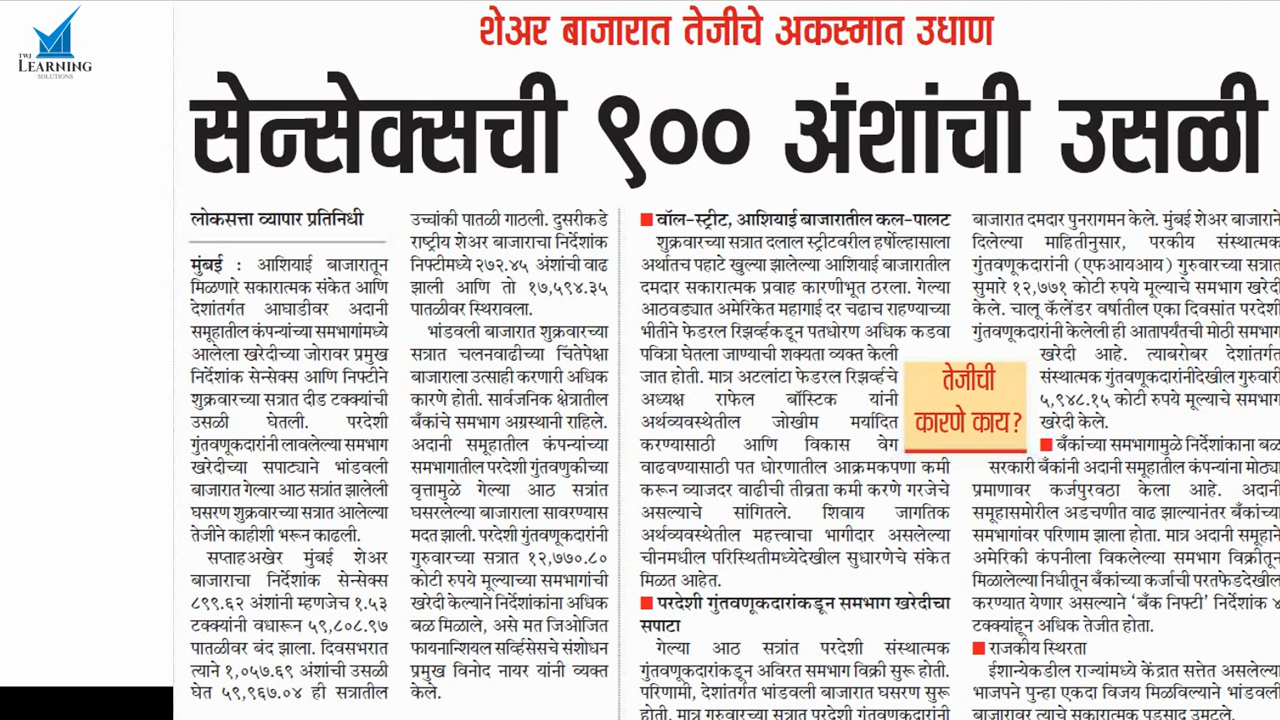 TWJ
LEARNING
SOLUTIONS
शेअर बाजारात तेजीचे अकस्मात उधाण
सेन्सेक्सची ९०० अंशांची उसळी
लोकसत्ता व्यापार प्रतिनिधी
मुंबई : आशियाई बाजारातून
मिळणारे सकारात्मक संकेत आणि
देशांतर्गत आघाडीवर अदानी
समूहातील कंपन्यांच्या समभागांमध्ये
आलेला खरेदीच्या जोरावर प्रमुख
निर्देशांक सेन्सेक्स आणि निफ्टीने
शुक्रवारच्या सत्रात दीड टक्क्यांची
उसळी घेतली. परदेशी
गुंतवणूकदारांनी लावलेल्या समभाग
खरेदीच्या सपाट्याने भांडवली
बाजारात गेल्या आठ सत्रांत झालेली
घसरण शुक्रवारच्या सत्रात आलेल्या
तेजीने काहीशी भरून काढली.
सप्ताहअखेर मुंबई शेअर
बाजाराचा निर्देशांक सेन्सेक्स
८९९.६२ अंशांनी म्हणजेच १.५३
टक्क्यांनी वधारून ५९,८०८.९७
पातळीवर बंद झाला. दिवसभरात
त्याने १,०५७.६९ अंशांची उसळी
घेत ५९,९६७.०४ ही सत्रातील
उच्चांकी पातळी गाठली. दुसरीकडे
राष्ट्रीय शेअर बाजाराचा निर्देशांक
निफ्टीमध्ये २७२.४५ अंशांची वाढ
झाली आणि तो १७,५९४.३५
पातळीवर स्थिरावला.
भांडवली बाजारात शुक्रवारच्या
सत्रात चलनवाढीच्या चिंतेपेक्षा
बाजाराला उत्साही करणारी अधिक
कारणे होती. सार्वजनिक क्षेत्रातील
बँकांचे समभाग अग्रस्थानी राहिले.
अदानी समूहातील कंपन्यांच्या
समभागातील परदेशी गुंतवणुकीच्या
वृत्तामुळे गेल्या आठ सत्रांत
घसरलेल्या बाजाराला सावरण्यास
मदत झाली. परदेशी गुंतवणूकदारांनी
गुरुवारच्या सत्रात १२,७७०.८०
कोटी रुपये मूल्याच्या समभागांची
खरेदी केल्याने निर्देशांकांना अधिक
बळ मिळाले, असे मत जिओजित
फायनान्शियल सर्व्हिसेसचे संशोधन
प्रमुख विनोद नायर यांनी व्यक्त
केले.
वॉल-स्ट्रीट, आशियाई बाजारातील कल-पालट
शुक्रवारच्या सत्रात दलाल स्ट्रीटवरील हर्षोल्हासाला
अर्थातच पहाटे खुल्या झालेल्या आशियाई बाजारातील
दमदार सकारात्मक प्रवाह कारणीभूत ठरला. गेल्या
आठवड्यात अमेरिकेत महागाई दर चढाच राहण्याच्या
भीतीने फेडरल रिझर्व्हकडून पतधोरण अधिक कडवा
पवित्रा घेतला जाण्याची शक्यता व्यक्त केली
जात होती. मात्र अटलांटा फेडरल रिझर्व्हचे
अध्यक्ष राफेल बॉस्टिक यांनी
अर्थव्यवस्थेतील जोखीम मर्यादित
करण्यासाठी आणि विकास वेग
वाढवण्यासाठी पत धोरणातील आक्रमकपणा कमी
करून व्याजदर वाढीची तीव्रता कमी करणे गरजेचे
असल्याचे सांगितले. शिवाय जागतिक
अर्थव्यवस्थेतील महत्त्वाचा भागीदार असलेल्या
चीनमधील परिस्थितीमध्येदेखील सुधारणेचे संकेत
मिळत आहेत.
परदेशी गुंतवणूकदारांकडून समभाग खरेदीचा
सपाटा
गेल्या आठ सत्रांत परदेशी संस्थात्मक
गुंतवणूकदारांकडून अविरत समभाग विक्री सुरू होती.
परिणामी, देशांतर्गत भांडवली बाजारात घसरण सुरू
होती. मात्र गुरुवारच्या सत्रात परदेशी गुंतवणूकदारांनी
तेजीची
कारणे काय?
बाजारात दमदार पुनरागमन केले. मुंबई शेअर बाजाराने
दिलेल्या माहितीनुसार, परकीय संस्थात्मक
गुंतवणूकदारांनी (एफआयआय) गुरुवारच्या सत्रात
सुमारे १२,७७१ कोटी रुपये मूल्याचे समभाग खरेदी
केले. चालू कॅलेंडर वर्षातील एका दिवसांत परदेशी
गुंतवणूकदारांनी केलेली ही आतापर्यंतची मोठी समभाग
खरेदी आहे. त्याबरोबर देशांतर्गत
संस्थात्मक गुंतवणूकदारांनीदेखील गुरुवारी
५,९४८.१५ कोटी रुपये मूल्याचे समभाग
खरेदी केले.
बँकांच्या समभागामुळे निर्देशांकाना बळ
सरकारी बँकांनी अदानी समूहातील कंपन्यांना मोठ्या
प्रमाणावर कर्जपुरवठा केला आहे. अदानी
समूहासमोरील अडचणीत वाढ झाल्यानंतर बँकांच्या
समभागांवर परिणाम झाला होता. मात्र अदानी समूहाने
अमेरिकी कंपनीला विकलेल्या समभाग विक्रीतून
मिळालेल्या निधीतून बँकांच्या कर्जाची परतफेडदेखील
करण्यात येणार असल्याने ‘बँक निफ्टी’ निर्देशांक ४
टक्क्यांहून अधिक तेजीत होता.
राजकीय स्थिरता
ईशान्येकडील राज्यांमध्ये केंद्रात सत्तेत असलेल्या
भाजपने पुन्हा एकदा विजय मिळविल्याने भांडवली
बाजारावर त्याचे सकारात्मक पडसाद उमटले.